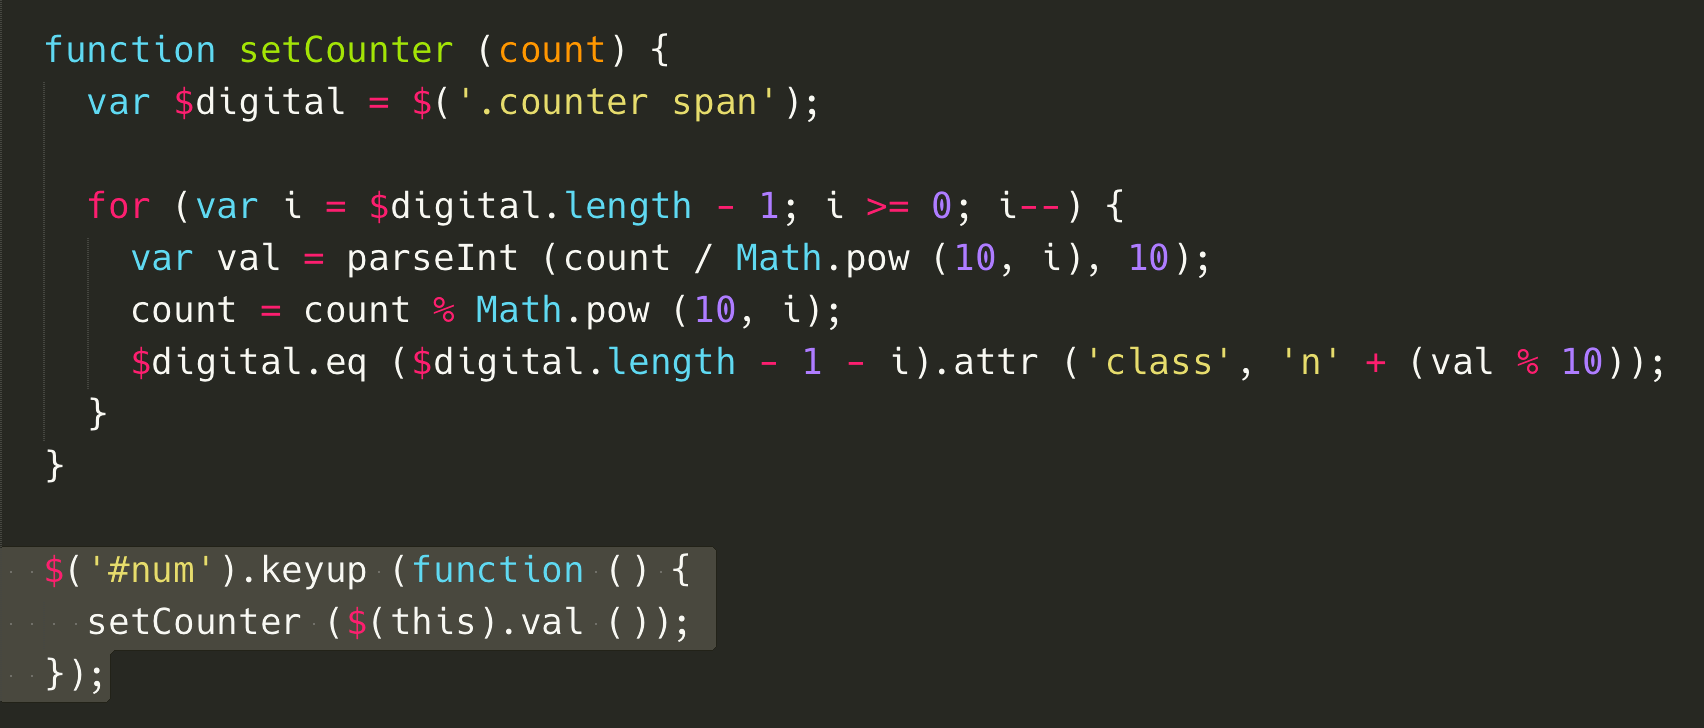 function setCounter (count) {
  var $digital = $('.counter span');

  for (var i = $digital.length - 1; i >= 0; i--) {
    var val = parseInt (count / Math.pow (10, i), 10);
    count = count % Math.pow (10, i);
    $digital.eq ($digital.length - 1 - i).attr ('class', 'n' + (val % 10));
  }
}

$('#num').keyup (function () {
  setCounter ($(this).val ());
});